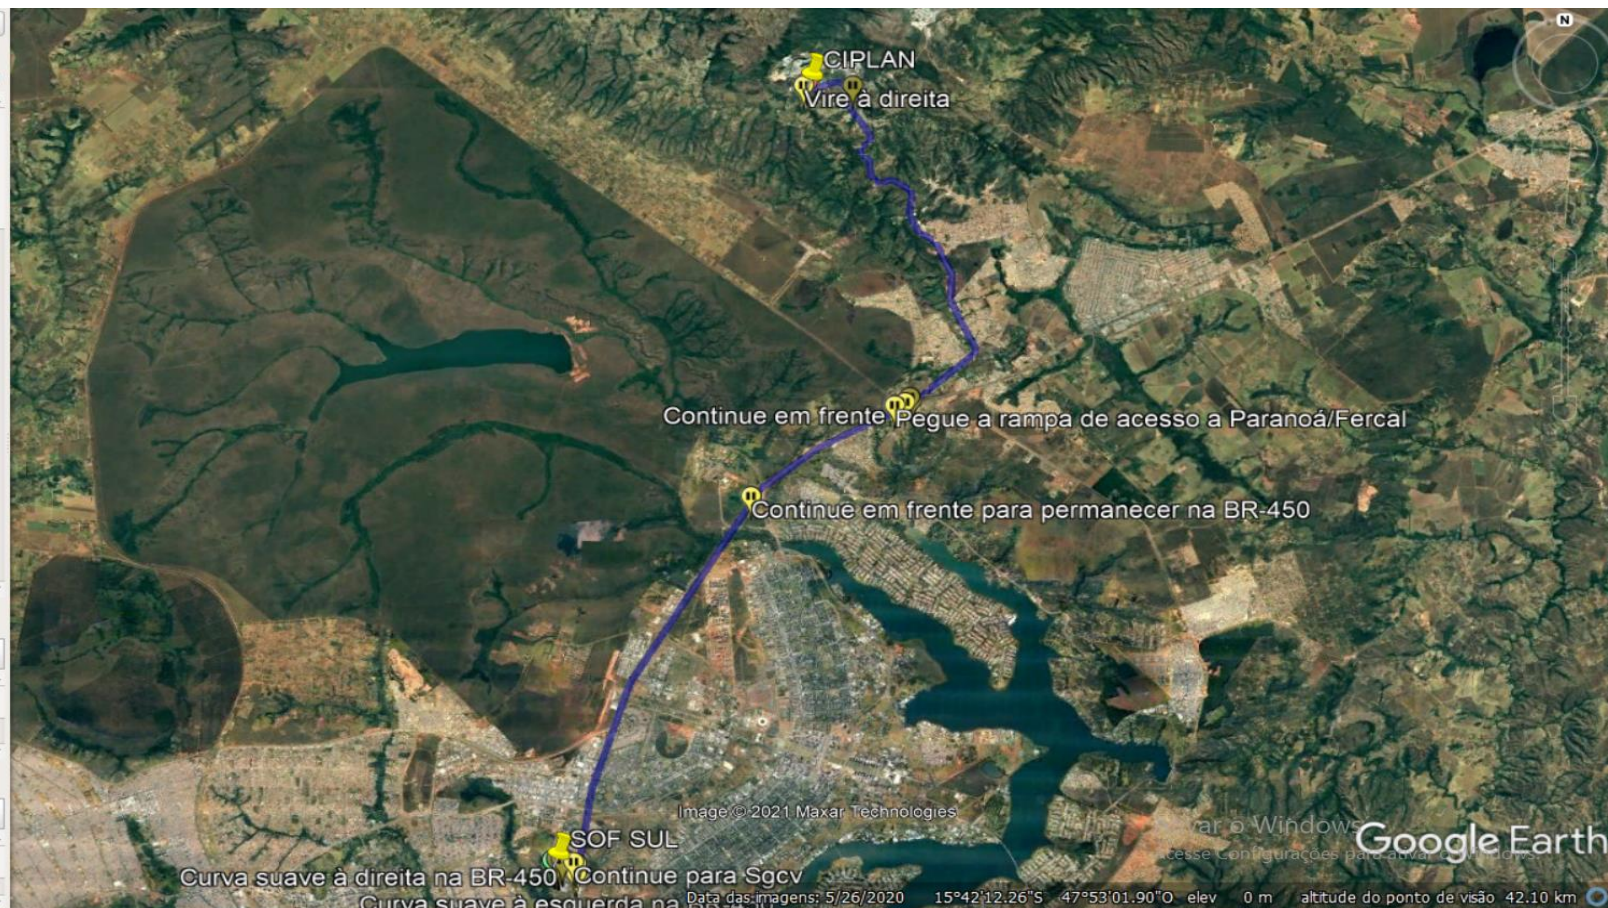 N
CIPLAN
Vire à direita
Continue em frente
Pegue a rampa de acesso a Paranoá/Fercal
Continue em frente para permanecer na BR-450
Image © 2021 Maxar Technologies
SOF SUL
Google Earth
Curva suave à direita na BR-450
Continue para Sgcv
Curva suave à esquerda na
Data das imagens: 5/26/2020 15°42'12.26"S 47°53'01.90"O elev 0 m altitude do ponto de visão 42.10 km